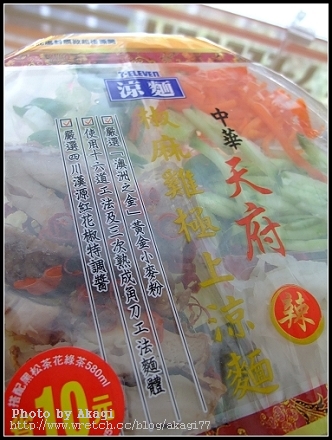 7-ELEVEN
涼麵
中華
天府
椒麻雞極上涼麵
辣
☑嚴選「澳洲之金」黃金小麥粉
☑使用十六道工法及三次熟成角刀工法麵體
☑嚴選四川漢源紅花椒特調醬
搭配黑松茶花綠茶580ml
10元
Photo by Akagi
http://www.wretch.cc/blog/akagi77